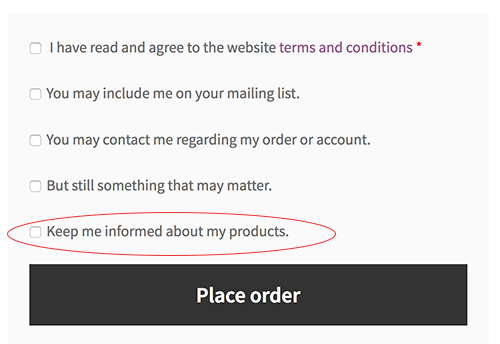 I have read and agree to the website terms and conditions *
You may include me on your mailing list.
You may contact me regarding my order or account.
But still something that may matter.
Keep me informed about my products.
Place order